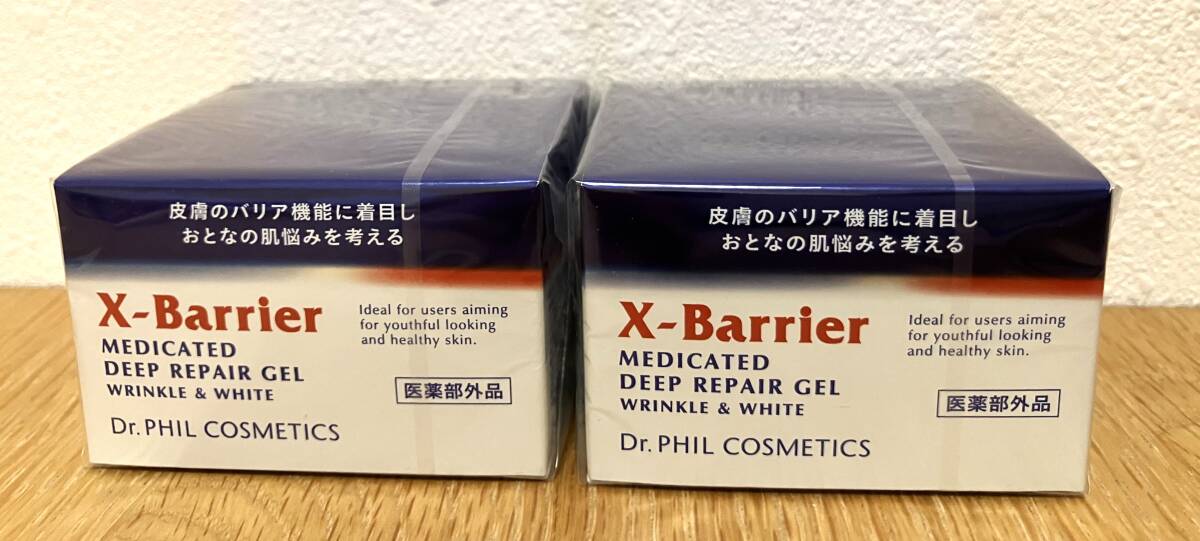 皮膚のバリア機能に着目し
おとなの肌悩みを考える
X-Barrier
MEDICATED
DEEP REPAIR GEL
WRINKLE & WHITE
Ideal for users aiming
for youthful looking
and healthy skin.
医薬部外品
Dr. PHIL COSMETICS
皮膚のバリア機能に着目し
おとなの肌悩みを考える
X-Barrier
MEDICATED
DEEP REPAIR GEL
WRINKLE & WHITE
Ideal for users aiming
for youthful looking
and healthy skin.
医薬部外品
Dr. PHIL COSMETICS